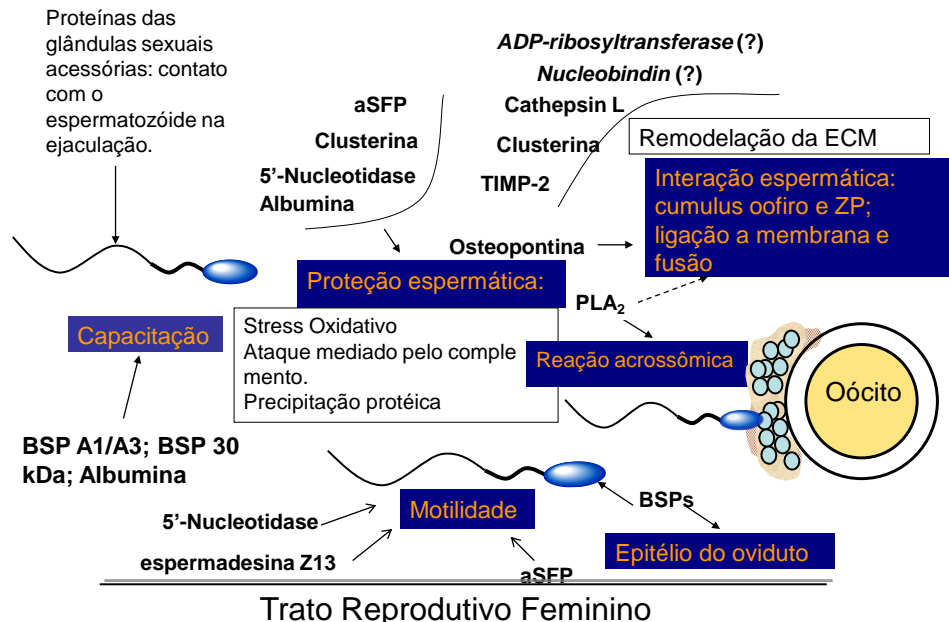 Proteínas das
glândulas sexuais
acessórias: contato
com o
espermatozóide na
ejaculação.
ADP-ribosyltransferase (?)
Nucleobindin (?)
aSFP
Clusterina
5’-Nucleotidase
Albumina
Cathepsin L
Clusterina
TIMP-2
Remodelação da ECM
Interação espermática:
cumulus oofiro e ZP;
ligação a membrana e
fusão
Osteopontina
Proteção espermática:
PLA2
Capacitação
Stress Oxidativo
Ataque mediado pelo comple
mento.
Precipitação protéica
Reação acrossômica
Oócito
BSP A1/A3; BSP 30
kDa; Albumina
5’-Nucleotidase
Motilidade
BSPs
espermadesina Z13
aSFP
Epitélio do oviduto
Trato Reprodutivo Feminino